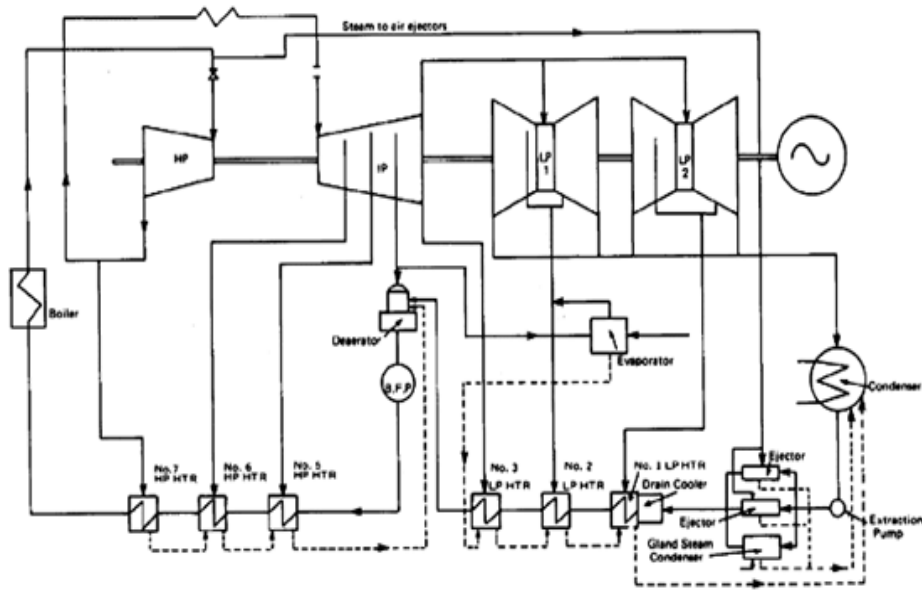 Steam to air ejectors
HP
IP
LP
1
LP
2
Boiler
Deaerator
Evaporator
Condenser
B.F.P
No. 7
HP HTR
No. 6
HP HTR
No. 5
HP HTR
No. 3
LP HTR
No. 2
LP HTR
No. 1 LP HTR
Drain Cooler
Ejector
Ejector
Gland Steam
Condenser
Extraction
Pump